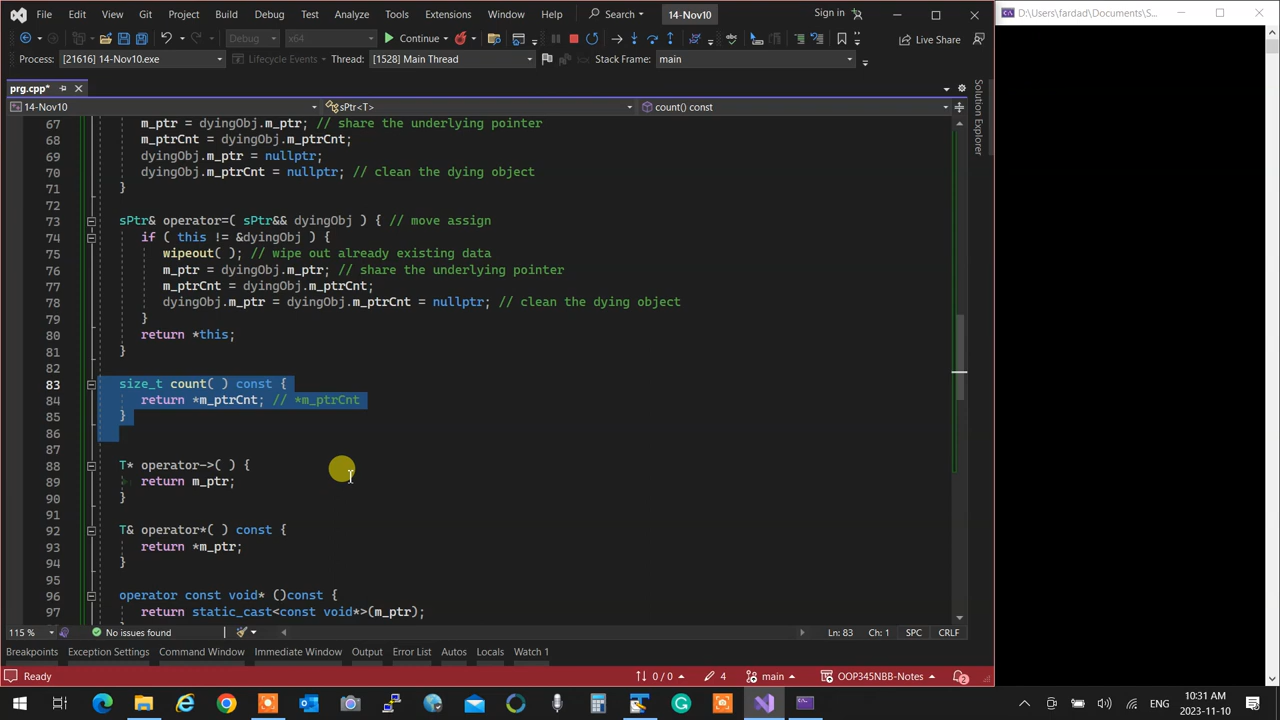 File Edit View Git Project Build Debug Test Analyze Tools Extensions Window Help Search 14-Nov10 Sign in
D:\Users\fardad\Documents\S...
Debug x64 Continue Live Share
Process: [21616] 14-Nov10.exe Lifecycle Events Thread: [1528] Main Thread Stack Frame: main
prg.cpp*
14-Nov10 sPtr<T> count() const
Solution Explorer
67 m_ptr = dyingObj.m_ptr; // share the underlying pointer
68 m_ptrCnt = dyingObj.m_ptrCnt;
69 dyingObj.m_ptr = nullptr;
70 dyingObj.m_ptrCnt = nullptr; // clean the dying object
71 }
72
73 sPtr& operator=( sPtr&& dyingObj ) { // move assign
74 if ( this != &dyingObj ) {
75 wipeout( ); // wipe out already existing data
76 m_ptr = dyingObj.m_ptr; // share the underlying pointer
77 m_ptrCnt = dyingObj.m_ptrCnt;
78 dyingObj.m_ptr = dyingObj.m_ptrCnt = nullptr; // clean the dying object
79 }
80 return *this;
81 }
82
83 size_t count( ) const {
84 return *m_ptrCnt; // *m_ptrCnt
85 }
86
87
88 T* operator->( ) {
89 return m_ptr;
90 }
91
92 T& operator*( ) const {
93 return *m_ptr;
94 }
95
96 operator const void* ()const {
97 return static_cast<const void*>(m_ptr);
115 % No issues found Ln: 83 Ch: 1 SPC CRLF
Breakpoints Exception Settings Command Window Immediate Window Output Error List Autos Locals Watch 1
Ready 0 / 0 4 main OOP345NBB-Notes 2
ENG 10:31 AM
2023-11-10